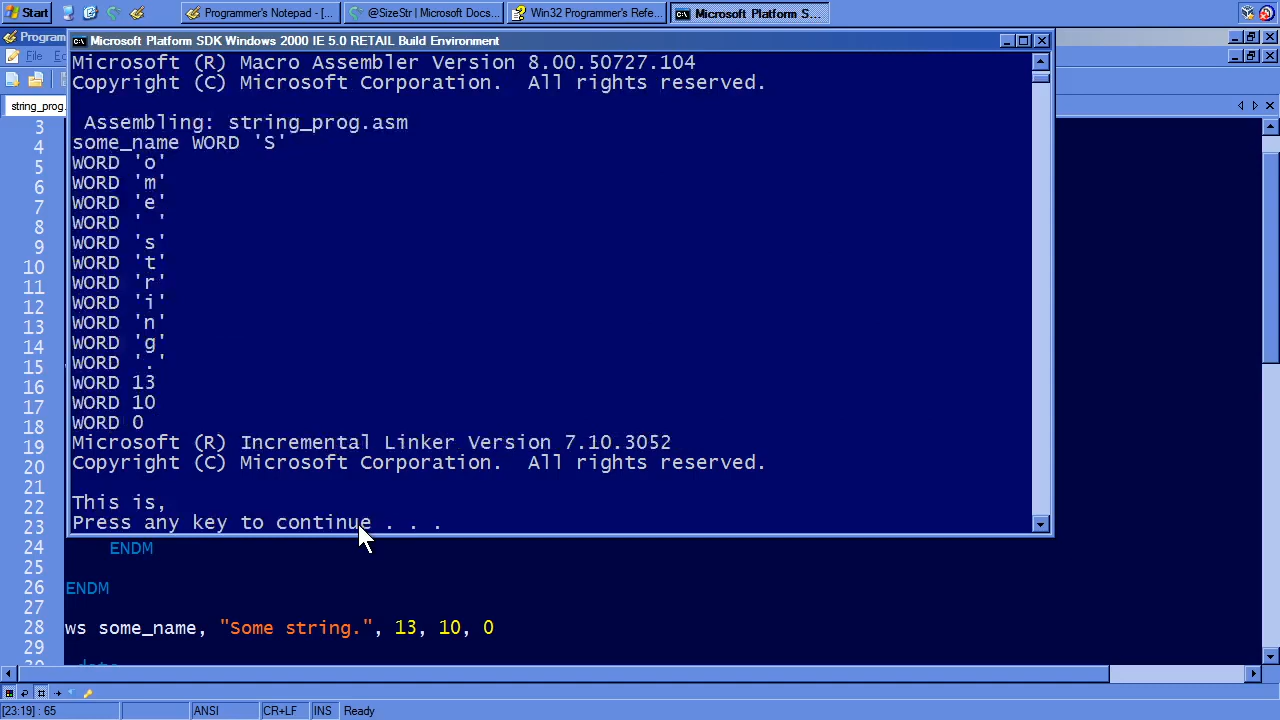 Start
Programmer's Notepad - [...
@SizeStr | Microsoft Docs...
Win32 Programmer's Refe...
Microsoft Platform S...
Program
File
string_prog.
Microsoft Platform SDK Windows 2000 IE 5.0 RETAIL Build Environment
Microsoft (R) Macro Assembler Version 8.00.50727.104
Copyright (C) Microsoft Corporation.  All rights reserved.
Assembling: string_prog.asm
some_name WORD 'S'
WORD 'o'
WORD 'm'
WORD 'e'
WORD ' '
WORD 's'
WORD 't'
WORD 'r'
WORD 'i'
WORD 'n'
WORD 'g'
WORD '.'
WORD 13
WORD 10
WORD 0
Microsoft (R) Incremental Linker Version 7.10.3052
Copyright (C) Microsoft Corporation.  All rights reserved.
This is,
Press any key to continue . . .
3
4
5
6
7
8
9
10
11
12
13
14
15
16
17
18
19
20
21
22
23
24 ENDM
25
26 ENDM
27
28 ws some_name, "Some string.", 13, 10, 0
29
[23:19] : 65
ANSI
CR+LF
INS
Ready